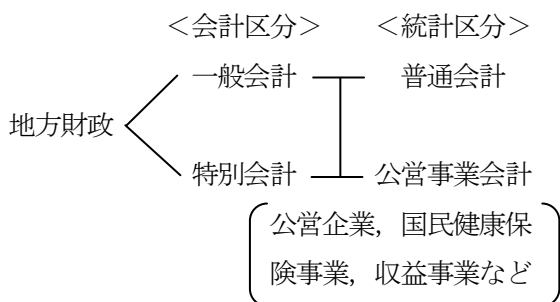 ＜会計区分＞ ＜統計区分＞
一般会計 普通会計
地方財政
特別会計 公営事業会計
公営企業，国民健康保
険事業，収益事業など